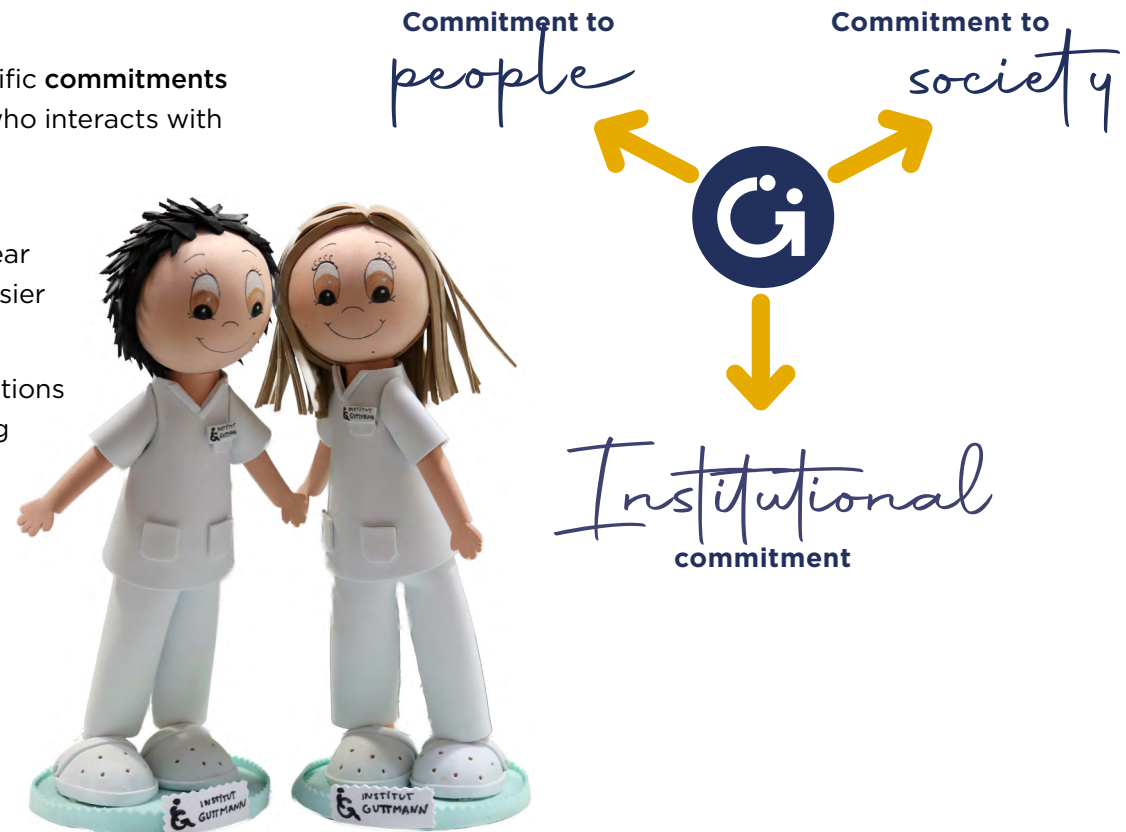 ific commitments
who interacts with
ear
sier
tions
g
Commitment to
people
Commitment to
society
Institutional
commitment
INSTITUT
GUTTMANN
INSTITUT
GUTTMANN
INSTITUT
GUTTMANN
INSTITUT
GUTTMANN